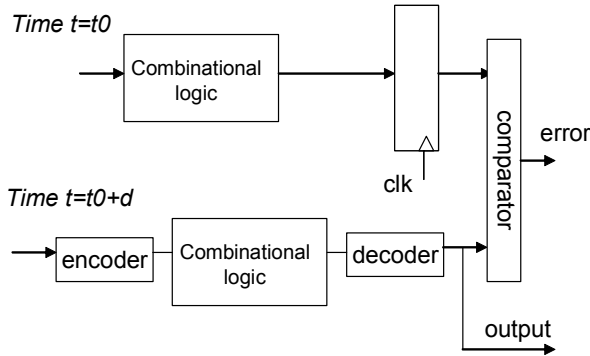 Time t=t0
Combinational
logic
clk
comparator
error
Time t=t0+d
encoder
Combinational
logic
decoder
output